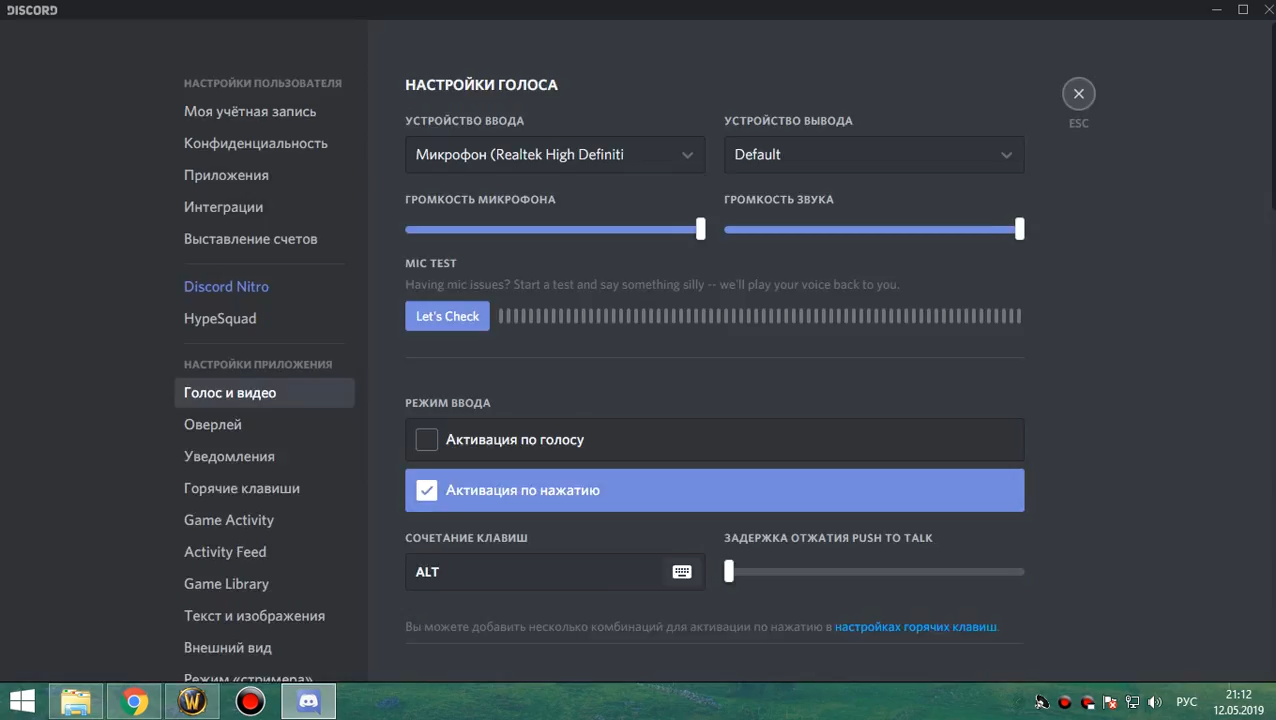 DISCORD
НАСТРОЙКИ ПОЛЬЗОВАТЕЛЯ
Моя учётная запись
Конфиденциальность
Приложения
Интеграции
Выставление счетов
Discord Nitro
HypeSquad
НАСТРОЙКИ ПРИЛОЖЕНИЯ
Голос и видео
Оверлей
Уведомления
Горячие клавиши
Game Activity
Activity Feed
Game Library
Текст и изображения
Внешний вид
Режим «стримера»
НАСТРОЙКИ ГОЛОСА
ESC
УСТРОЙСТВО ВВОДА
УСТРОЙСТВО ВЫВОДА
Микрофон (Realtek High Definiti
Default
ГРОМКОСТЬ МИКРОФОНА
ГРОМКОСТЬ ЗВУКА
MIC TEST
Having mic issues? Start a test and say something silly -- we'll play your voice back to you.
Let's Check
РЕЖИМ ВВОДА
Активация по голосу
Активация по нажатию
СОЧЕТАНИЕ КЛАВИШ
ЗАДЕРЖКА ОТЖАТИЯ PUSH TO TALK
ALT
Вы можете добавить несколько комбинаций для активации по нажатию в настройках горячих клавиш.
РУС
21:12
12.05.2019